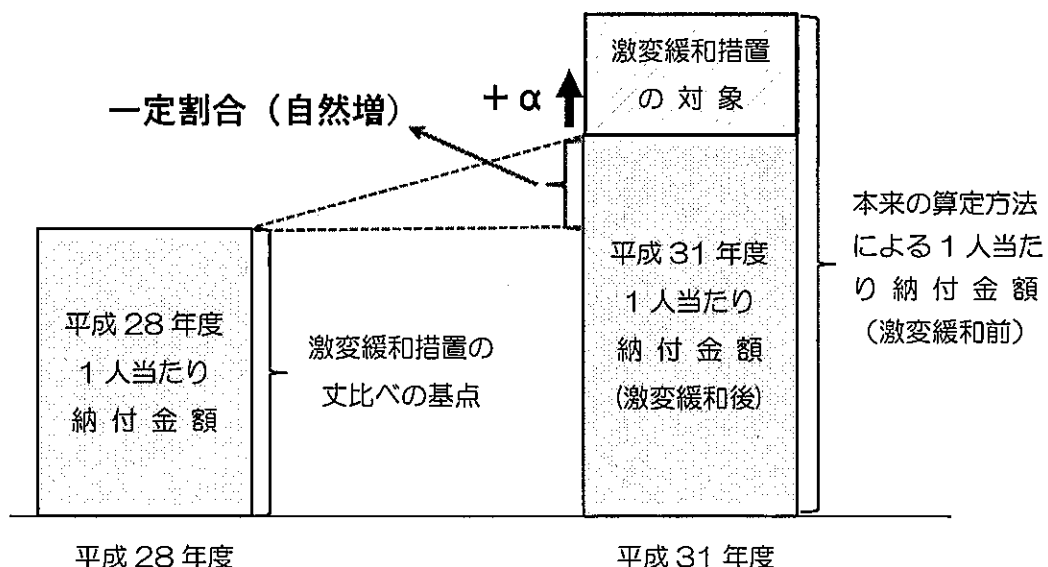 激変緩和措置
の対象
+α
一定割合（自然増）
平成28年度
1人当たり
納付金額
激変緩和措置の
丈比べの基点
平成31年度
1人当たり
納付金額
(激変緩和後)
本来の算定方法
による1人当た
り納付金額
(激変緩和前)
平成28年度
平成31年度